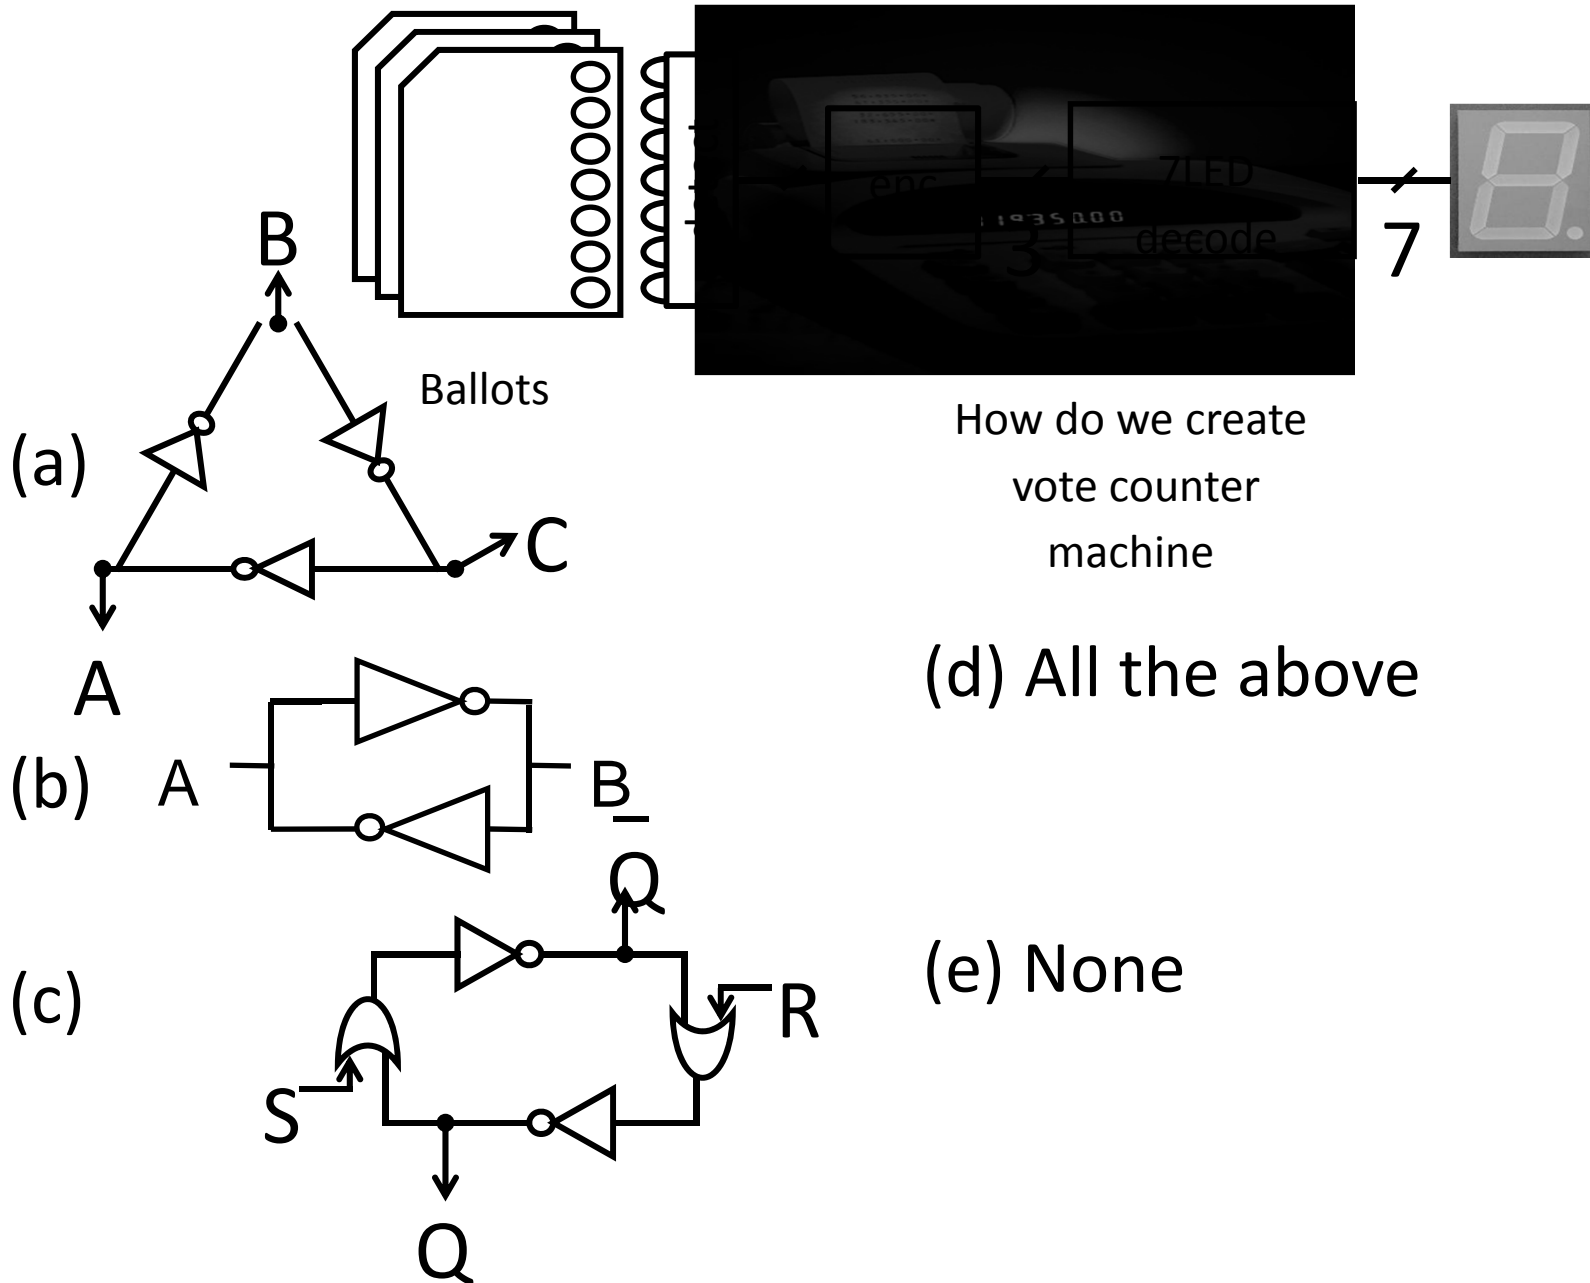 enc
7LED
decode
3
7
B
Ballots
How do we create
vote counter
machine
(a)
C
A
(d) All the above
(b)
A
B
Q
(c)
R
(e) None
S
Q